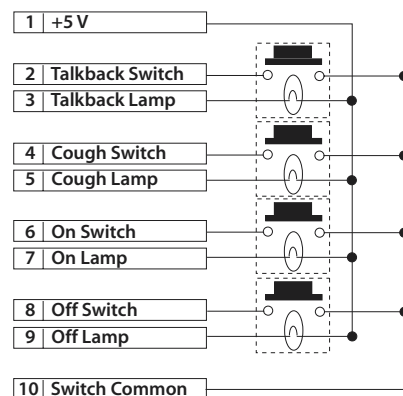 1 +5 V
2 Talkback Switch
3 Talkback Lamp
4 Cough Switch
5 Cough Lamp
6 On Switch
7 On Lamp
8 Off Switch
9 Off Lamp
10 Switch Common